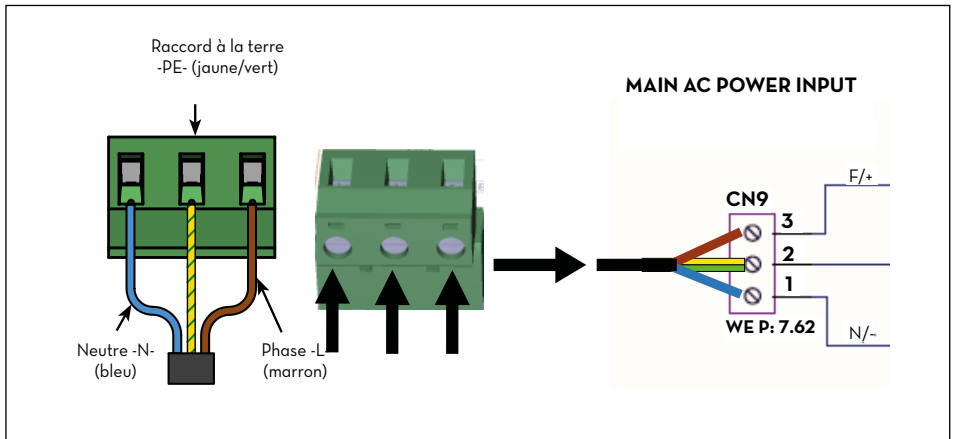 Raccord à la terre
-PE- (jaune/vert)
MAIN AC POWER INPUT
F/+
CN9
3
2
1
WE P: 7.62
N/-
Neutre -N-
(bleu)
Phase -L-
(marron)